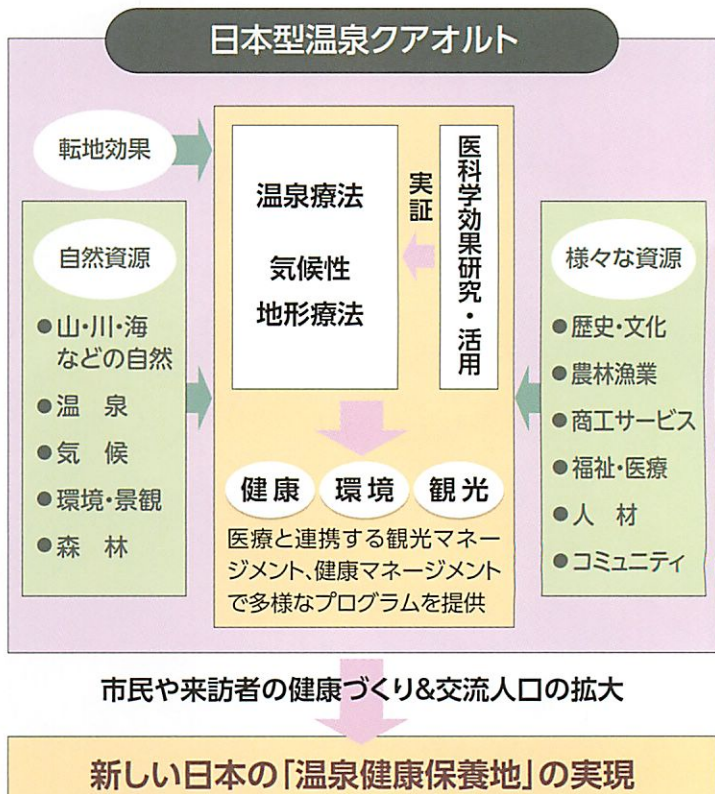 日本型温泉クアオルト
転地効果
自然資源
●山・川・海
などの自然
●温 泉
●気 候
●環境・景観
●森 林
温泉療法
気候性
地形療法
実証
医科学効果研究・活用
健康
環境
観光
医療と連携する観光マネー
ジメント、健康マネージメント
で多様なプログラムを提供
様々な資源
●歴史・文化
●農林漁業
●商工サービス
●福祉・医療
●人 材
●コミュニティ
市民や来訪者の健康づくり&交流人口の拡大
新しい日本の「温泉健康保養地」の実現